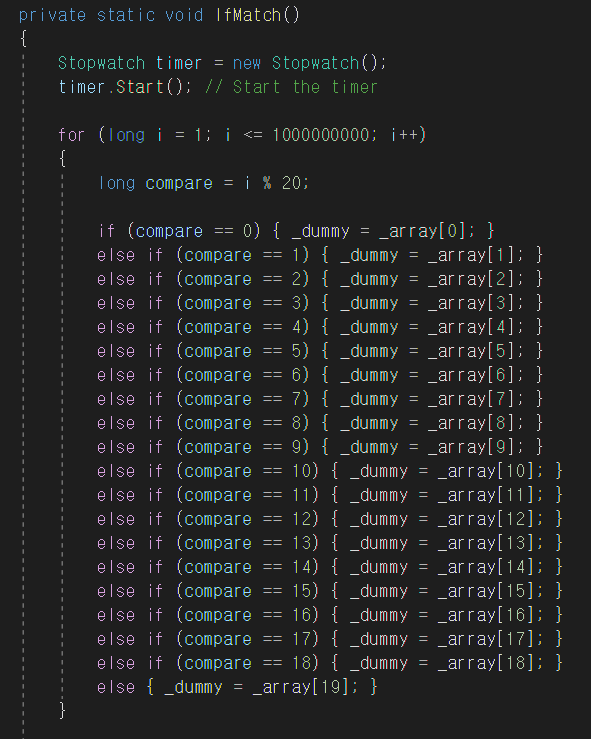 private static void IfMatch()
{
    Stopwatch timer = new Stopwatch();
    timer.Start(); // Start the timer
    for (long i = 1; i <= 1000000000; i++)
    {
        long compare = i % 20;
        if (compare == 0) { _dummy = _array[0]; }
        else if (compare == 1) { _dummy = _array[1]; }
        else if (compare == 2) { _dummy = _array[2]; }
        else if (compare == 3) { _dummy = _array[3]; }
        else if (compare == 4) { _dummy = _array[4]; }
        else if (compare == 5) { _dummy = _array[5]; }
        else if (compare == 6) { _dummy = _array[6]; }
        else if (compare == 7) { _dummy = _array[7]; }
        else if (compare == 8) { _dummy = _array[8]; }
        else if (compare == 9) { _dummy = _array[9]; }
        else if (compare == 10) { _dummy = _array[10]; }
        else if (compare == 11) { _dummy = _array[11]; }
        else if (compare == 12) { _dummy = _array[12]; }
        else if (compare == 13) { _dummy = _array[13]; }
        else if (compare == 14) { _dummy = _array[14]; }
        else if (compare == 15) { _dummy = _array[15]; }
        else if (compare == 16) { _dummy = _array[16]; }
        else if (compare == 17) { _dummy = _array[17]; }
        else if (compare == 18) { _dummy = _array[18]; }
        else { _dummy = _array[19]; }
    }